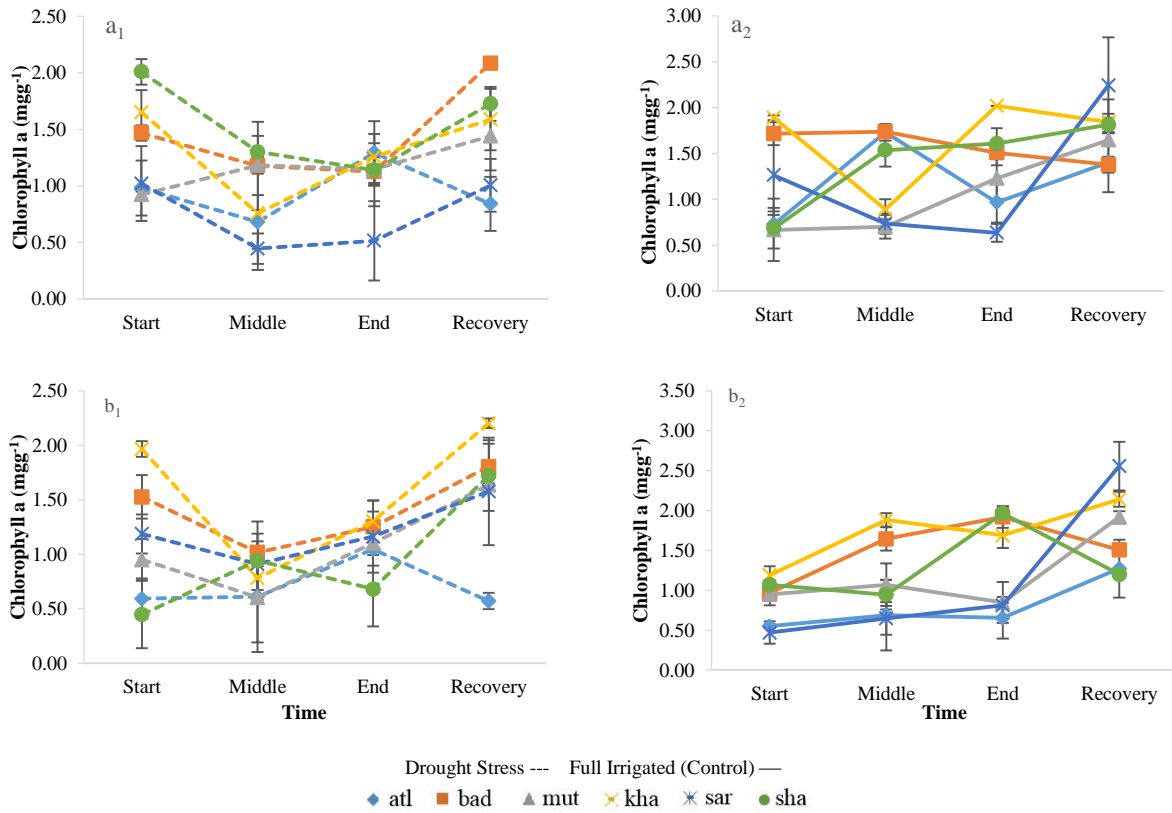 a1
Chlorophyll a (mgg-1)
2.50
2.00
1.50
1.00
0.50
0.00
Start Middle End Recovery
a2
Chlorophyll a (mgg-1)
3.00
2.50
2.00
1.50
1.00
0.50
0.00
Start Middle End Recovery
b1
Chlorophyll a (mgg-1)
2.50
2.00
1.50
1.00
0.50
0.00
Start Middle End Recovery
Time
b2
Chlorophyll a (mgg-1)
3.50
3.00
2.50
2.00
1.50
1.00
0.50
0.00
Start Middle End Recovery
Time
Drought Stress --- Full Irrigated (Control) —
atl bad mut kha sar sha